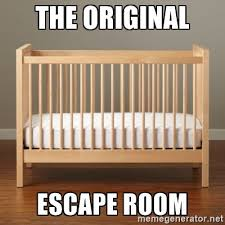 THE ORIGINAL
ESCAPE ROOM
memegenerator.net